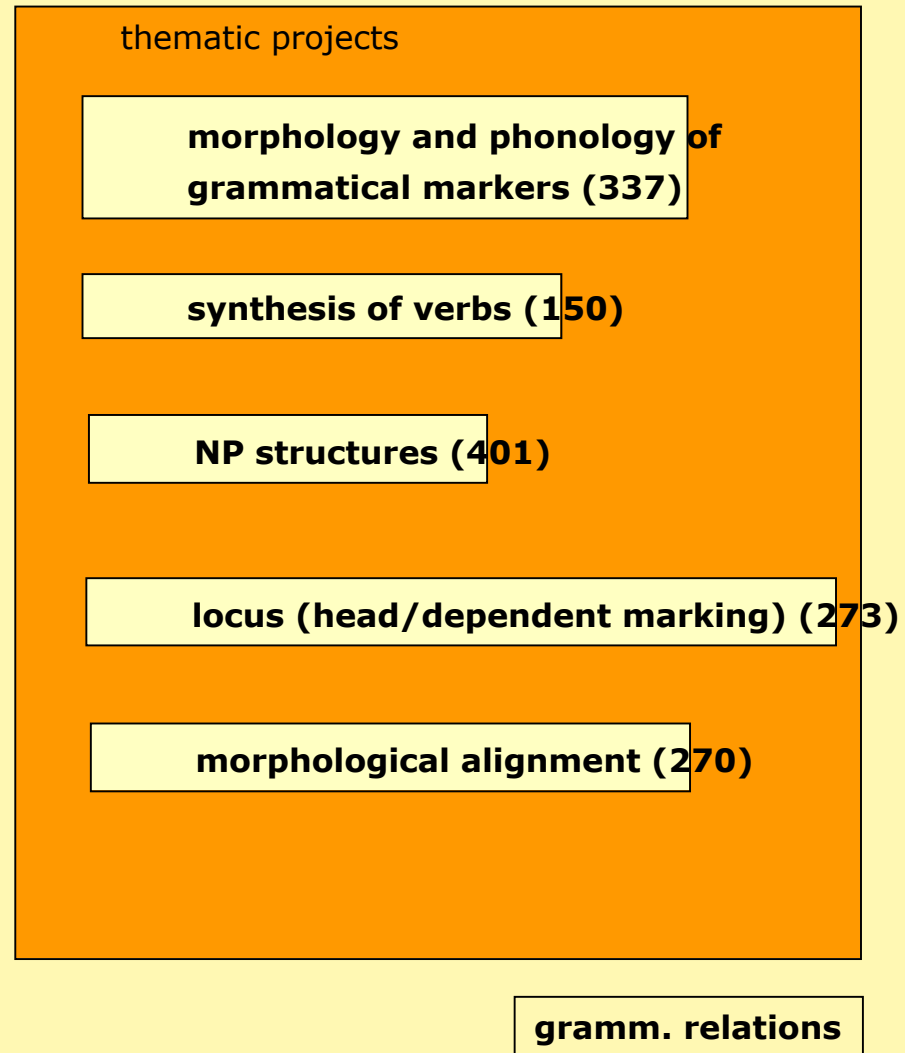 thematic projects
morphology and phonology of
grammatical markers (337)
synthesis of verbs (150)
NP structures (401)
locus (head/dependent marking) (273)
morphological alignment (270)
gramm. relations